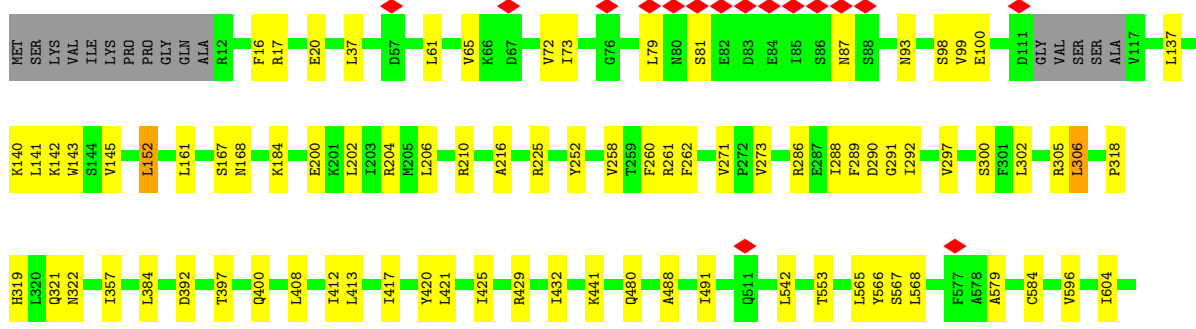 MET SER LYS VAL ILE LYS PRO PRO GLY GLN ALA R12 F16 R17 E20 L37 D57 L61 V65 K66 D67 V72 I73 G76 L79 N80 S81 E82 D83 E84 I85 S86 N87 S88 N93 S98 V99 E100 D111 GLY VAL SER SER ALA V117 L137
K140 L141 K142 W143 S144 V145 L152 L161 S167 N168 K184 E200 K201 L202 I203 R204 M205 L206 R210 A216 R225 Y252 V258 T259 F260 R261 F262 V271 P272 V273 R286 E287 I288 F289 D290 G291 I292 V297 S300 F301 L302 R305 L306 P318
H319 L320 Q321 N322 I357 L384 D392 T397 Q400 L408 I412 L413 I417 Y420 L421 I425 R429 I432 K441 Q480 A488 I491 Q511 L542 T553 L565 Y566 S567 L568 F577 A578 A579 C584 V596 I604